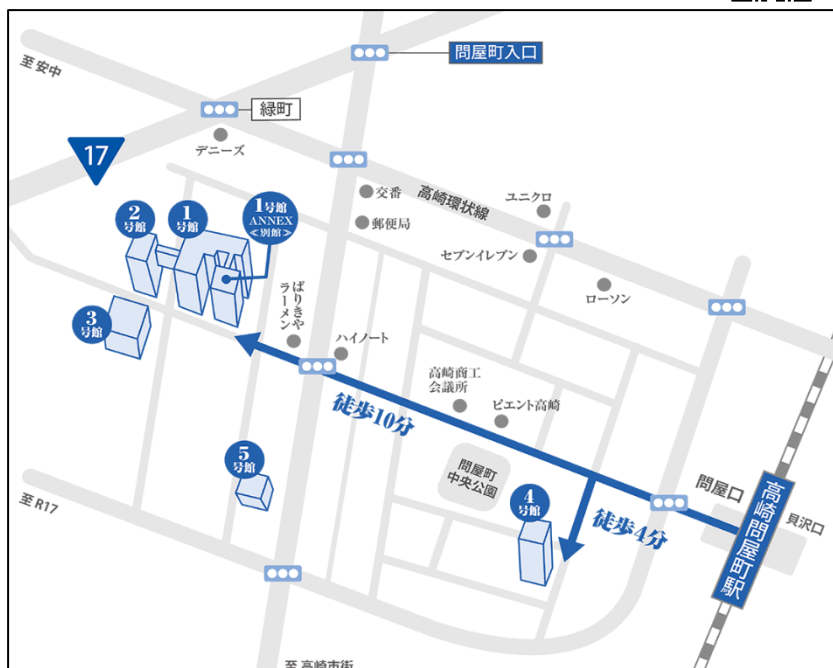 問屋町入口
至安中
緑町
デニーズ
17
高崎環状線
交番
郵便局
ユニクロ
セブンイレブン
ローソン
2
号館
1
号館
1号館
ANNEX
≪別館≫
3
号館
ばりきや
ラーメン
ハイノート
高崎商工
会議所
ビエント高崎
徒歩10分
5
号館
問屋町
中央公園
4
号館
徒歩4分
問屋口
高崎問屋町駅
貝沢口
至R17
至 高崎市街